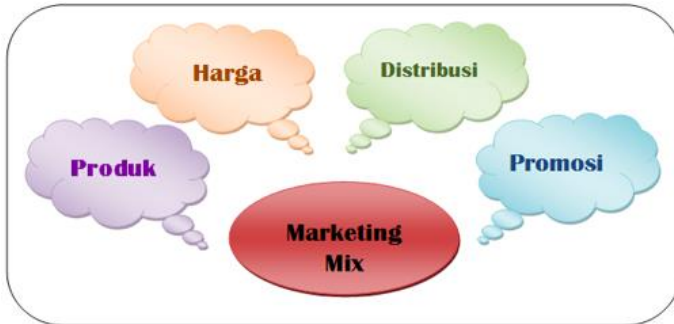 Harga
Distribusi
Produk
Promosi
Marketing
Mix